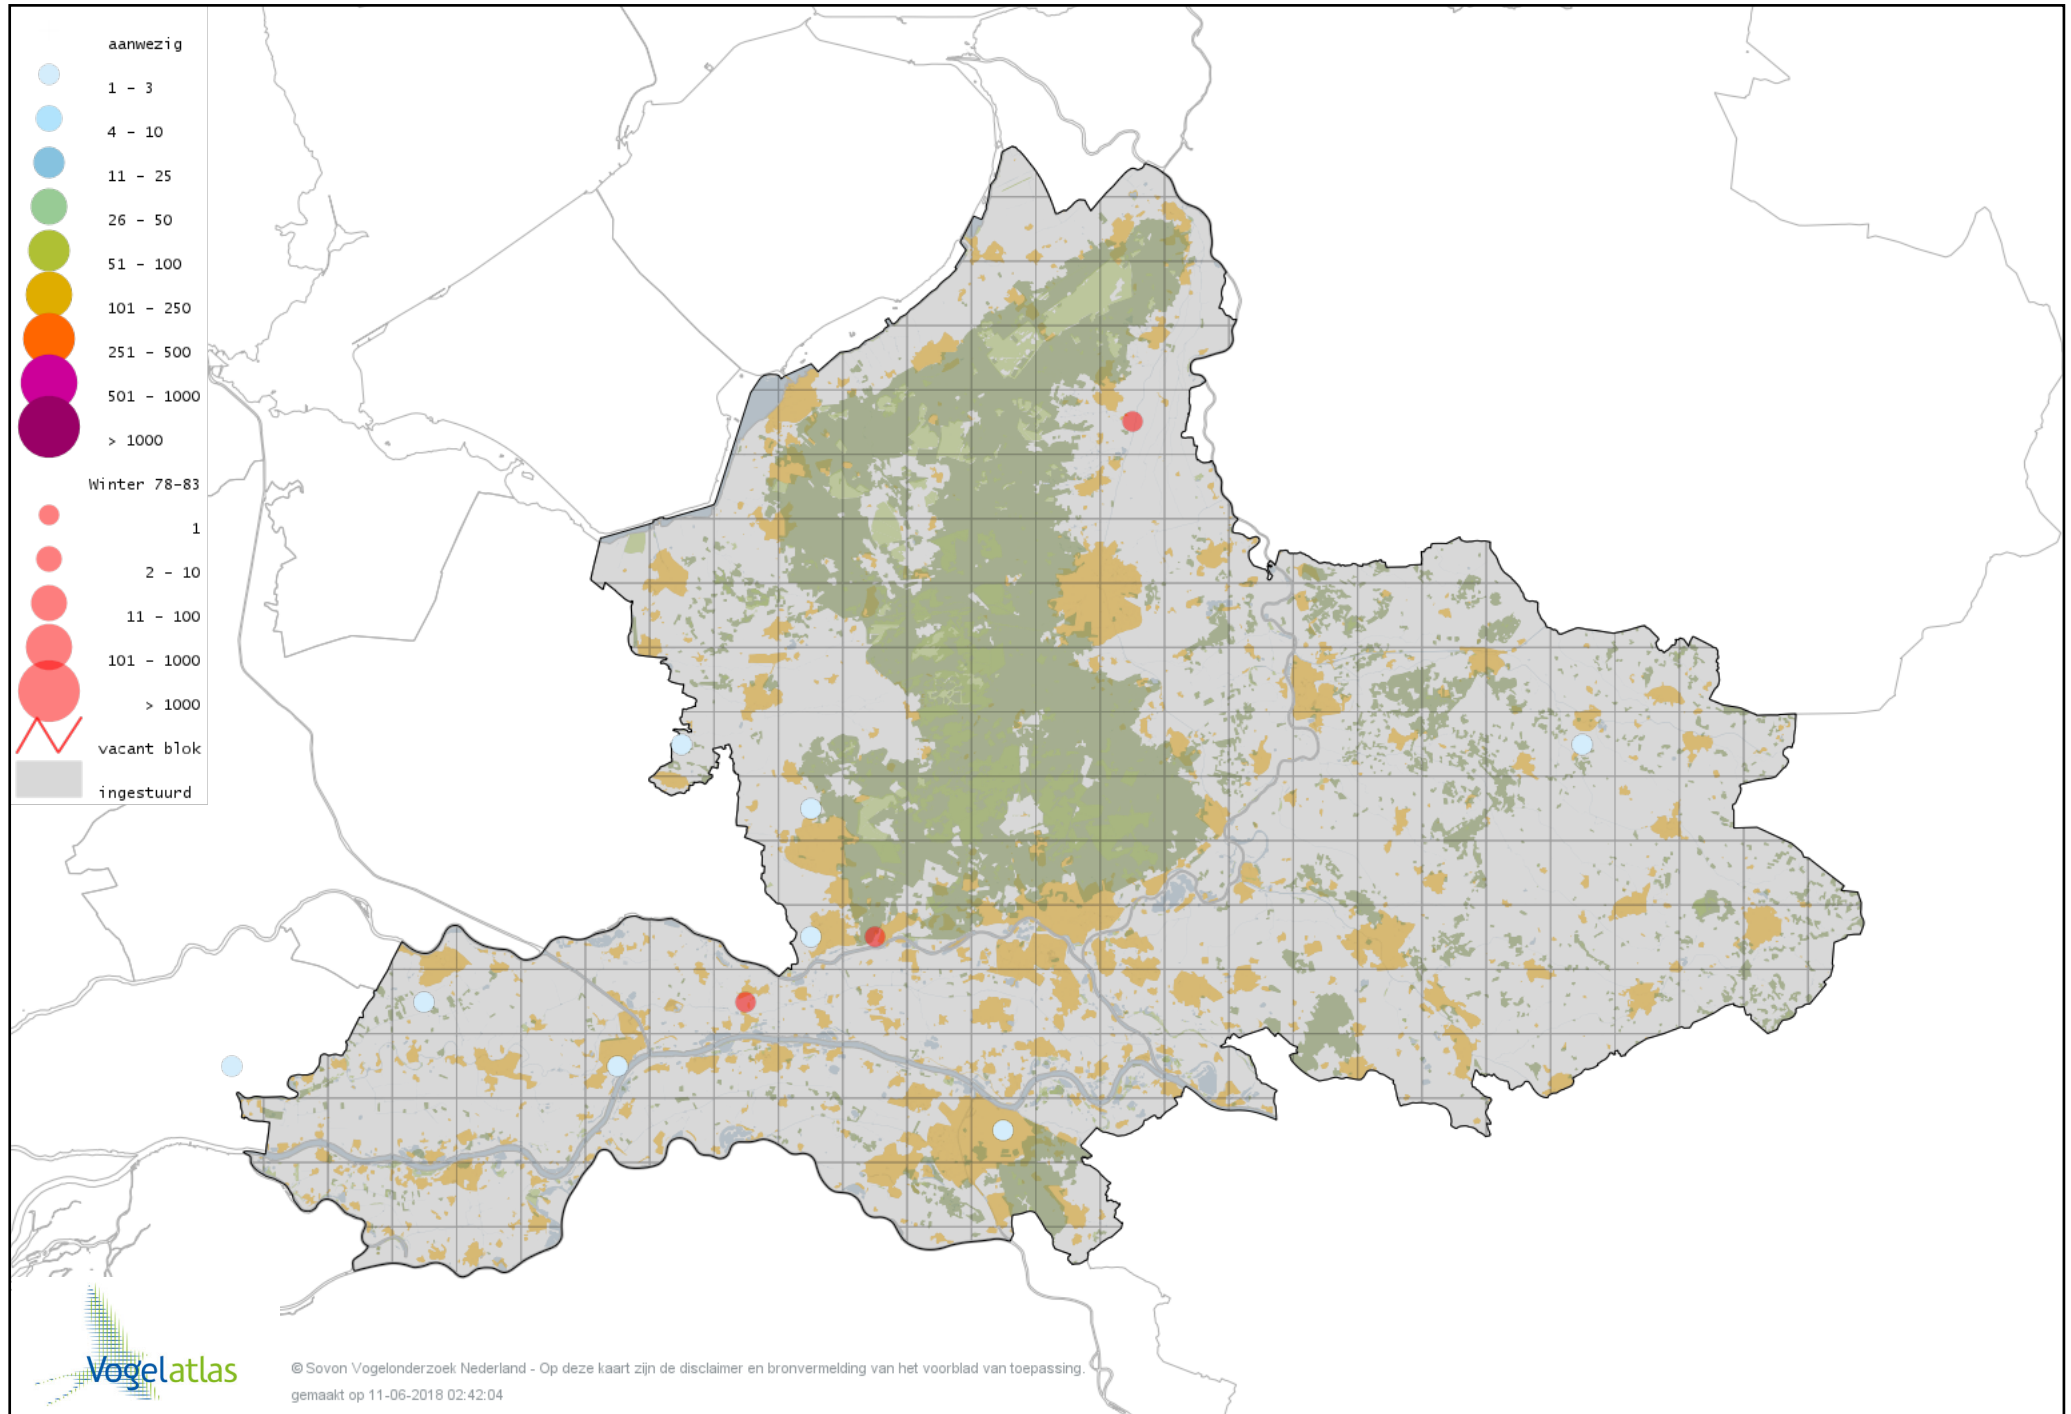 aanwezig
1 - 3
4 - 10
11 - 25
26 - 50
51 - 100
101 - 250
251 - 500
501 - 1000
> 1000
Winter 78-83
1
2 - 10
11 - 100
101 - 1000
> 1000
vacant blok
ingestuurd
Vogelatlas
© Sovon Vogelonderzoek Nederland - Op deze kaart zijn de disclaimer en bronvermelding van het voorblad van toepassing.
gemaakt op 11-06-2018 02:42:04